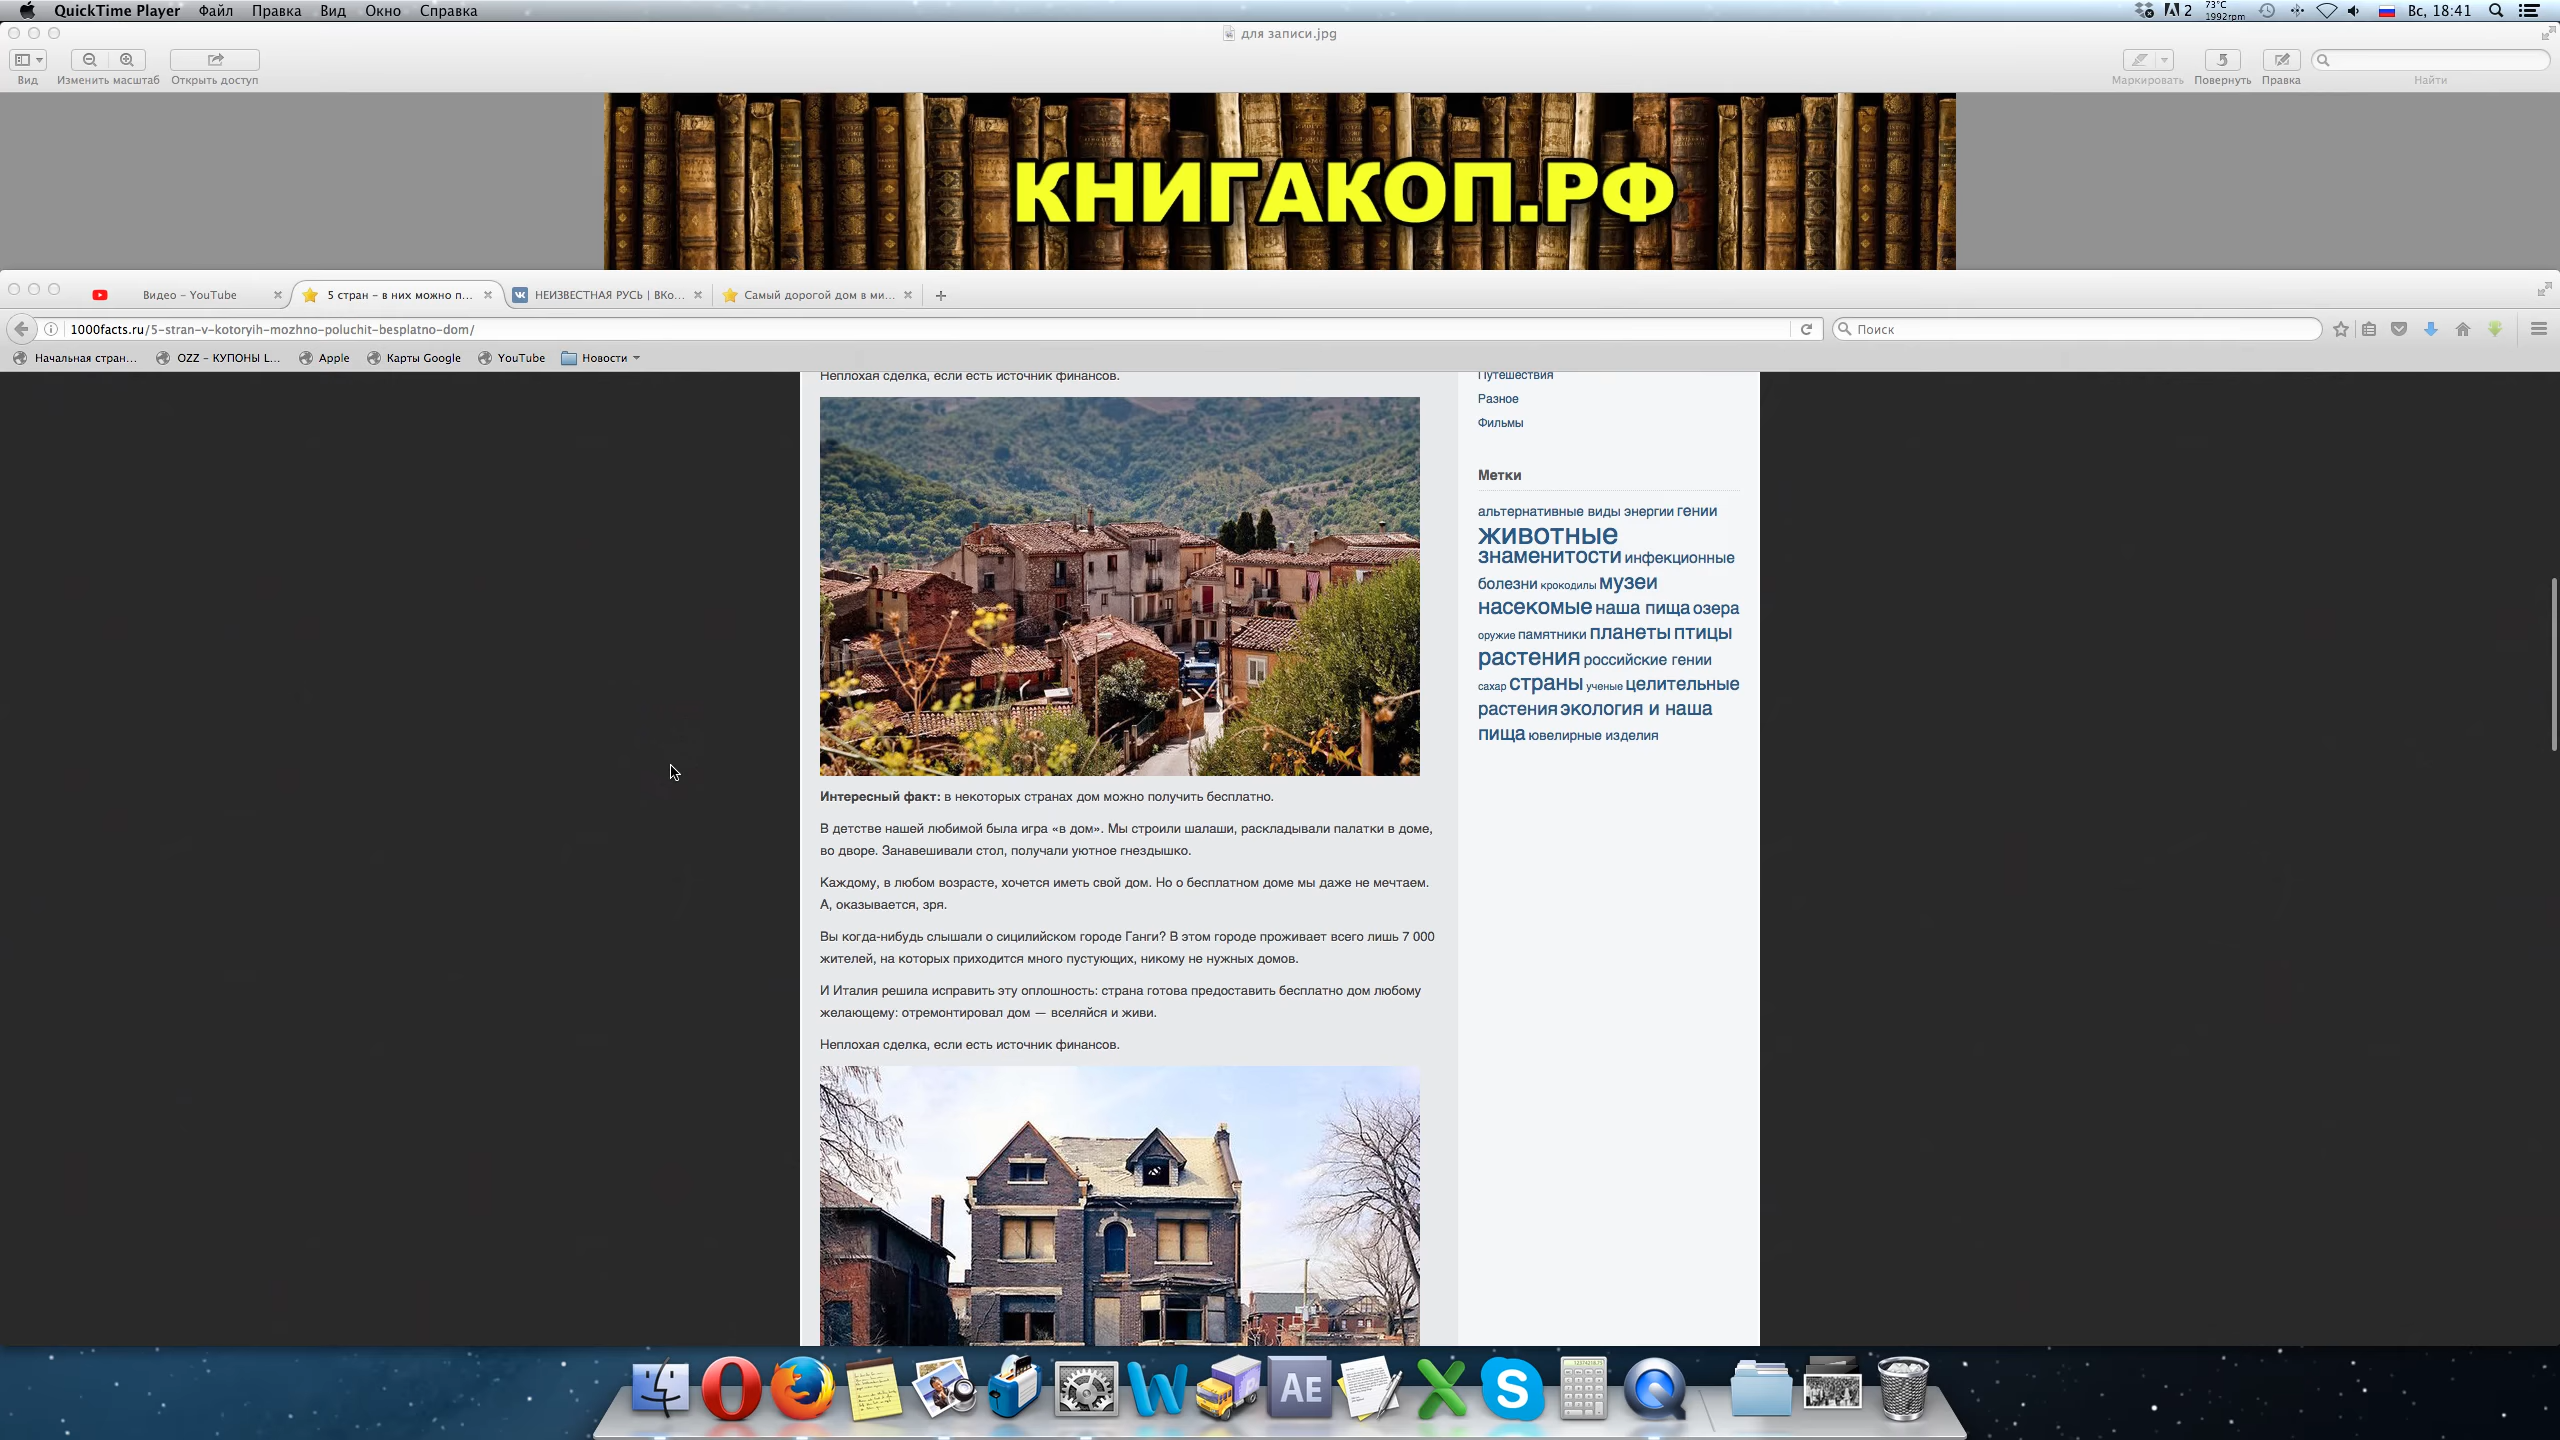 QuickTime Player Файл Правка Вид Окно Справка
2 73°C 1992rpm Вс, 18:41
для записи.jpg
Вид Изменить масштаб Открыть доступ Маркировать Повернуть Правка Найти
КНИГАКОП.РФ
Видео – YouTube 5 стран – в них можно п... НЕИЗВЕСТНАЯ РУСЬ | ВКо... Самый дорогой дом в ми...
1000facts.ru/5-stran-v-kotoryih-mozhno-poluchit-besplatno-dom/ Поиск
Начальная стран... OZZ – КУПОНЫ L... Apple Карты Google YouTube Новости
Неплохая сделка, если есть источник финансов.
Интересный факт: в некоторых странах дом можно получить бесплатно.
В детстве нашей любимой была игра «в дом». Мы строили шалаши, раскладывали палатки в доме,
во дворе. Занавешивали стол, получали уютное гнездышко.
Каждому, в любом возрасте, хочется иметь свой дом. Но о бесплатном доме мы даже не мечтаем.
А, оказывается, зря.
Вы когда-нибудь слышали о сицилийском городе Ганги? В этом городе проживает всего лишь 7 000
жителей, на которых приходится много пустующих, никому не нужных домов.
И Италия решила исправить эту оплошность: страна готова предоставить бесплатно дом любому
желающему: отремонтировал дом — вселяйся и живи.
Неплохая сделка, если есть источник финансов.
Путешествия
Разное
Фильмы
Метки
альтернативные виды энергии гении
животные
знаменитости инфекционные
болезни крокодилы музеи
насекомые наша пища озера
оружие памятники планеты птицы
растения российские гении
сахар страны ученые целительные
растения экология и наша
пища ювелирные изделия
AE